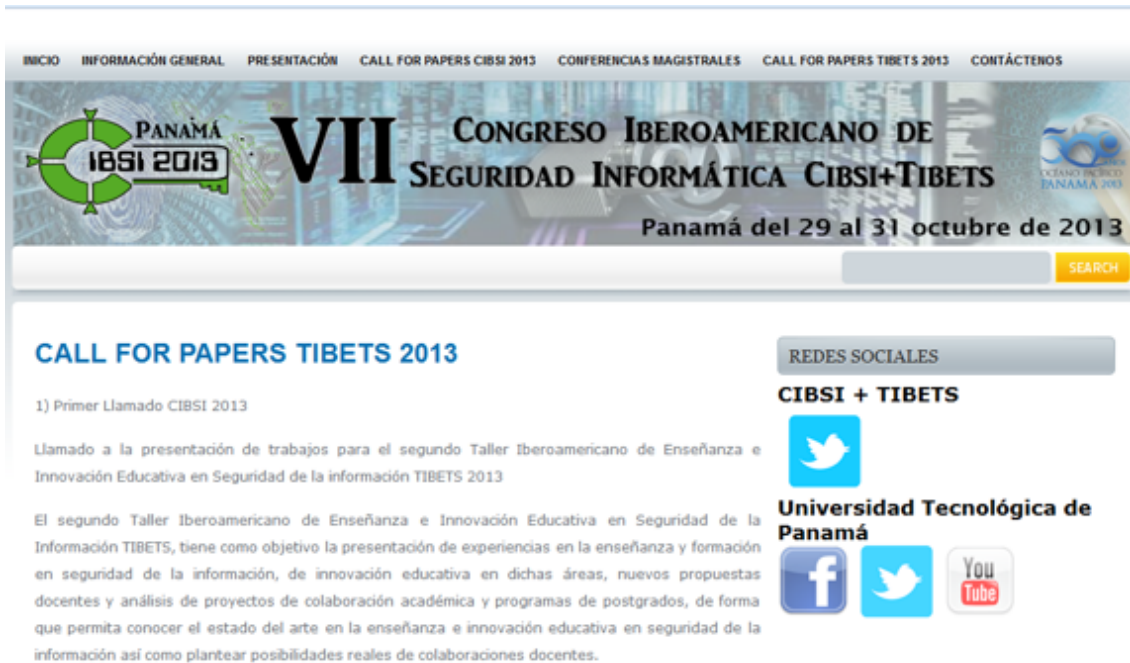 INICIO INFORMACIÓN GENERAL PRESENTACIÓN CALL FOR PAPERS CIBSI 2013 CONFERENCIAS MAGISTRALES CALL FOR PAPERS TIBETS 2013 CONTÁCTENOS
PANAMÁ
CIBSI 2013
VII CONGRESO IBEROAMERICANO DE
SEGURIDAD INFORMÁTICA CIBSI+TIBETS
500 AÑOS
OCÉANO PACÍFICO
PANAMÁ 2013
Panamá del 29 al 31 octubre de 2013
SEARCH
CALL FOR PAPERS TIBETS 2013
1) Primer Llamado CIBSI 2013
Llamado a la presentación de trabajos para el segundo Taller Iberoamericano de Enseñanza e
Innovación Educativa en Seguridad de la información TIBETS 2013
El segundo Taller Iberoamericano de Enseñanza e Innovación Educativa en Seguridad de la
Información TIBETS, tiene como objetivo la presentación de experiencias en la enseñanza y formación
en seguridad de la información, de innovación educativa en dichas áreas, nuevos propuestas
docentes y análisis de proyectos de colaboración académica y programas de postgrados, de forma
que permita conocer el estado del arte en la enseñanza e innovación educativa en seguridad de la
información así como plantear posibilidades reales de colaboraciones docentes.
REDES SOCIALES
CIBSI + TIBETS
Universidad Tecnológica de
Panamá
f
You
Tube